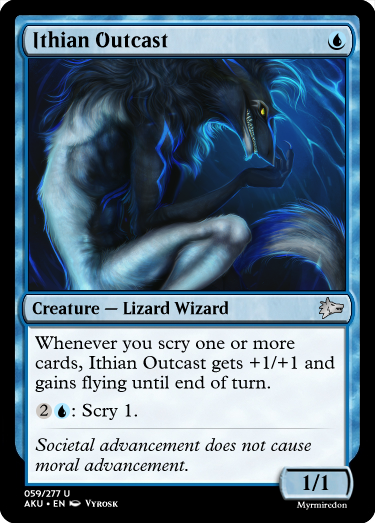 Ithian Outcast
Creature — Lizard Wizard
Whenever you scry one or more
cards, Ithian Outcast gets +1/+1 and
gains flying until end of turn.
2: Scry 1.
Societal advancement does not cause
moral advancement.
1/1
059/277 U
AKU • EN Vyrosk
Myrmiredon